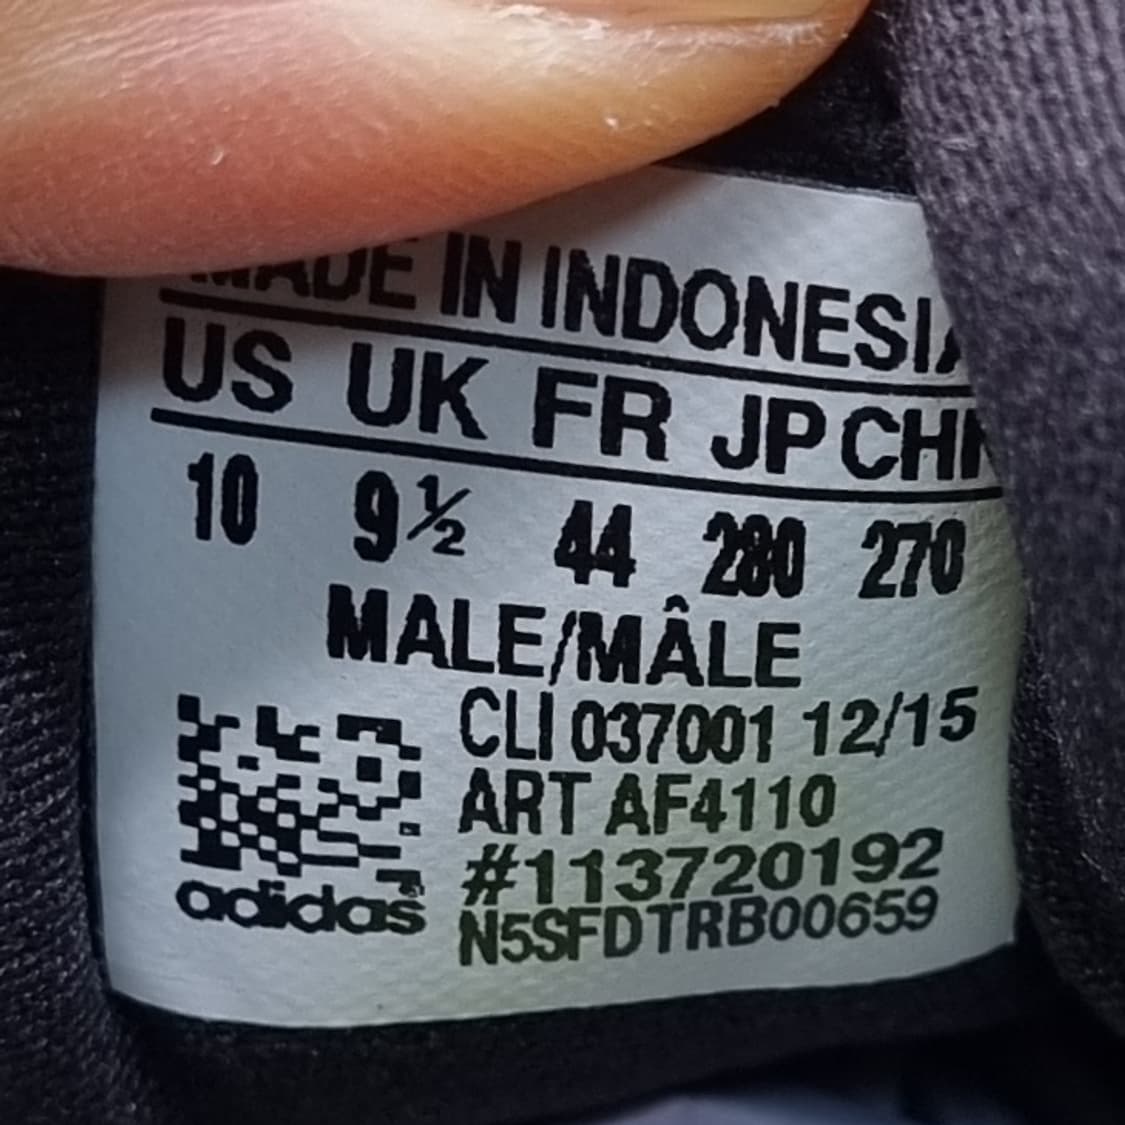 MADE IN INDONESIA
US UK FR JP CHN
10 9½ 44 280 270
MALE/MÂLE
CLI 037001 12/15
ART AF4110
#113720192
N5SFDTRB00659
adidas